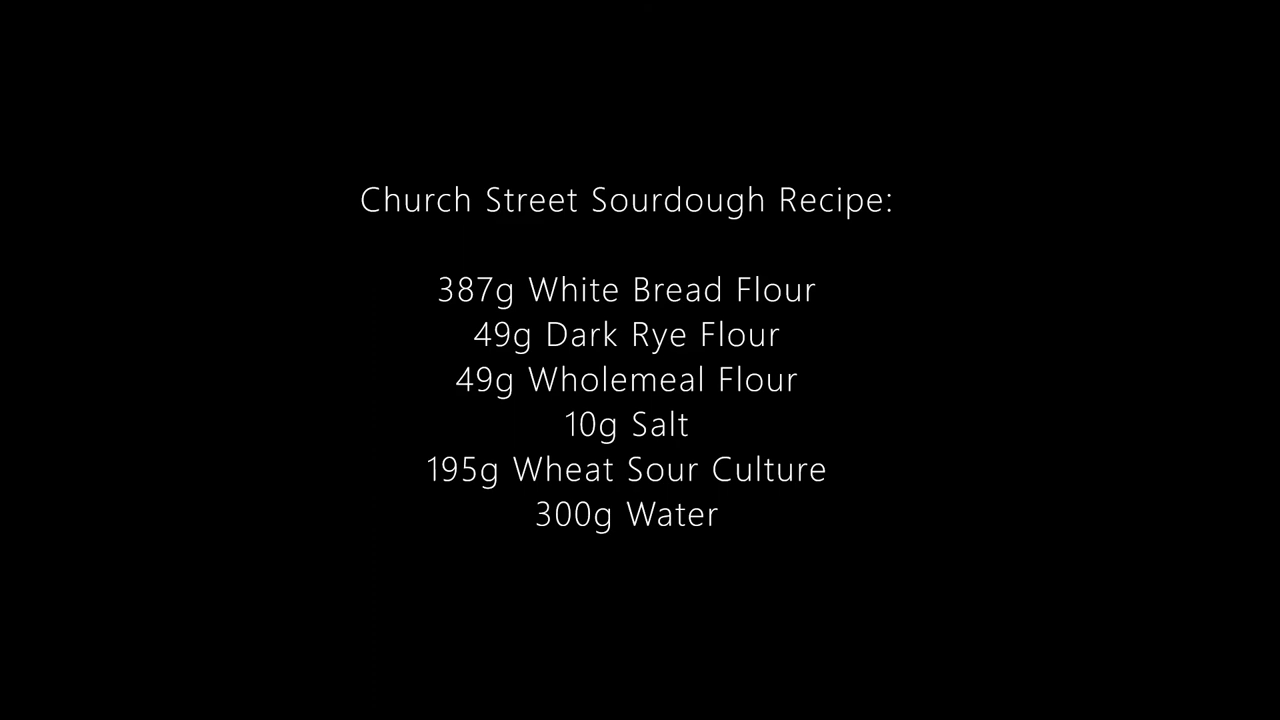 Church Street Sourdough Recipe:
387g White Bread Flour
49g Dark Rye Flour
49g Wholemeal Flour
10g Salt
195g Wheat Sour Culture
300g Water